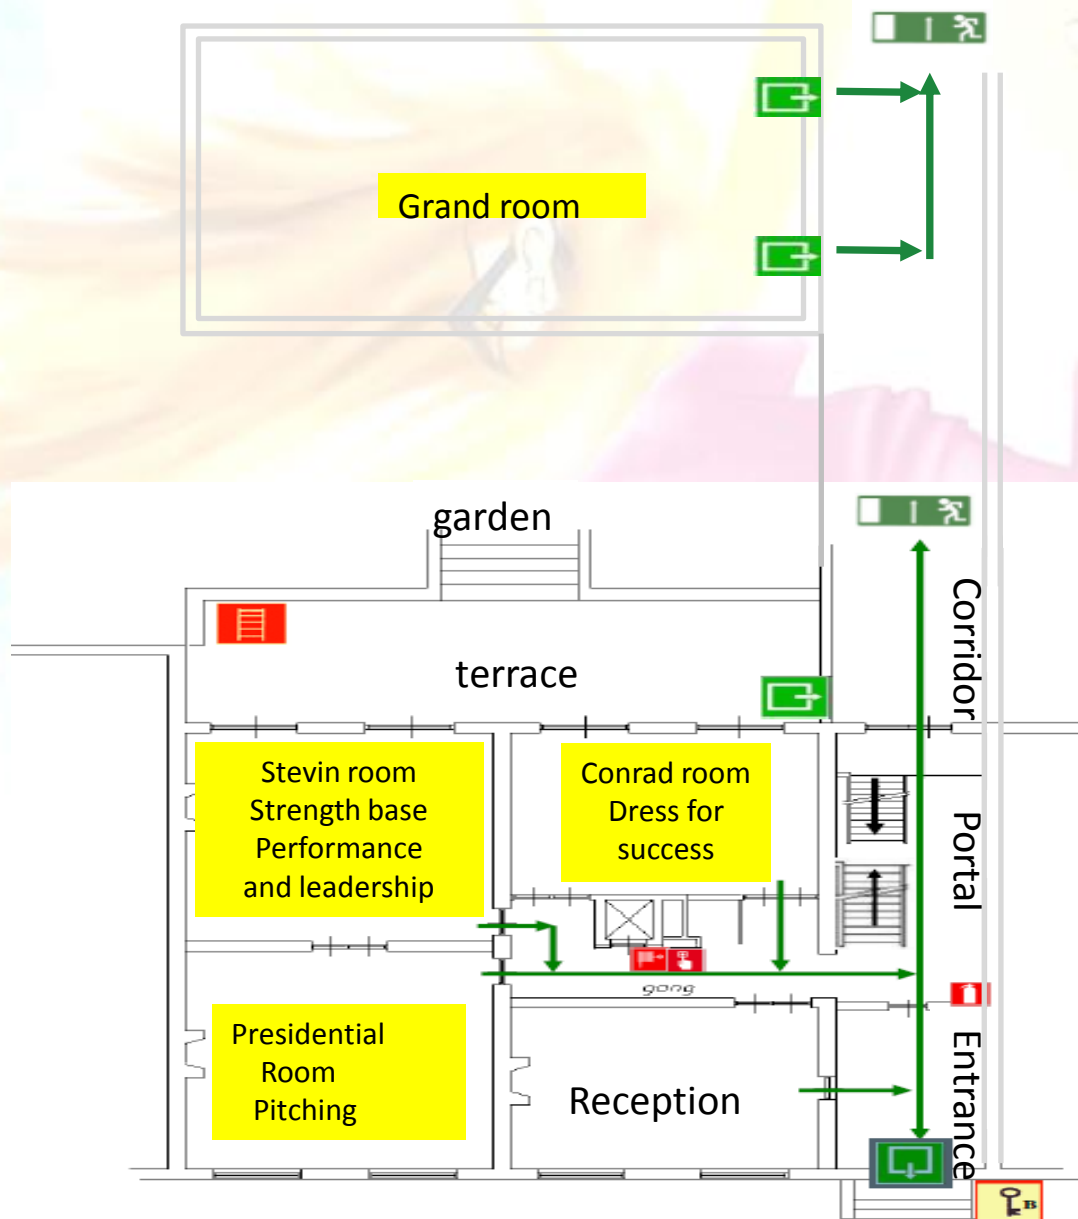 Grand room
garden
Corridor
terrace
Stevin room
Strength base
Performance
and leadership
Conrad room
Dress for
success
Portal
gang
Presidential
Room
Pitching
Reception
Entrance
B